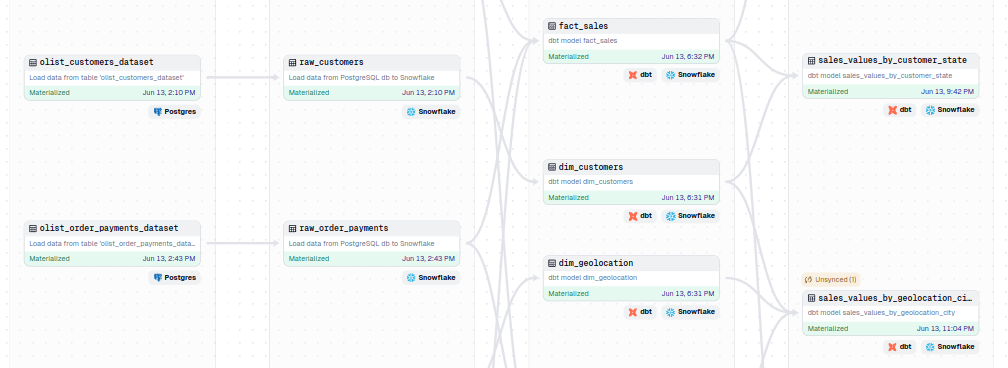 olist_customers_dataset
Load data from table 'olist_customers_dataset'
Materialized Jun 13, 2:10 PM
Postgres
olist_order_payments_dataset
Load data from table 'olist_order_payments_data...
Materialized Jun 13, 2:43 PM
Postgres
raw_customers
Load data from PostgreSQL db to Snowflake
Materialized Jun 13, 2:10 PM
Snowflake
raw_order_payments
Load data from PostgreSQL db to Snowflake
Materialized Jun 13, 2:43 PM
Snowflake
fact_sales
dbt model fact_sales
Materialized Jun 13, 6:32 PM
dbt Snowflake
dim_customers
dbt model dim_customers
Materialized Jun 13, 6:31 PM
dbt Snowflake
dim_geolocation
dbt model dim_geolocation
Materialized Jun 13, 6:31 PM
dbt Snowflake
sales_values_by_customer_state
dbt model sales_values_by_customer_state
Materialized Jun 13, 9:42 PM
dbt Snowflake
Unsynced (1)
sales_values_by_geolocation_ci...
dbt model sales_values_by_geolocation_city
Materialized Jun 13, 11:04 PM
dbt Snowflake